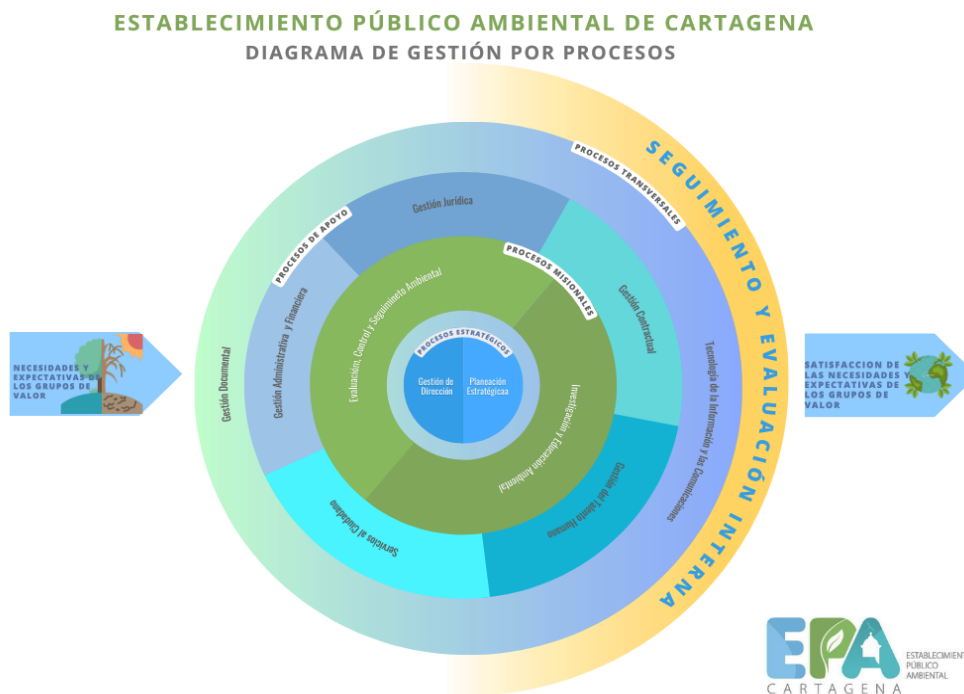 ESTABLECIMIENTO PÚBLICO AMBIENTAL DE CARTAGENA
DIAGRAMA DE GESTIÓN POR PROCESOS
SEGUIMIENTO Y EVALUACIÓN INTERNA
PROCESOS TRANSVERSALES
PROCESOS DE APOYO
Gestión Jurídica
PROCESOS MISIONALES
Evaluación, Control y Seguimineto Ambiental
Gestión Contractual
Gestión Administrativa y Financiera
Gestión Documental
Tecnología de la Información y las Comunicaciones
PROCESOS ESTRATÉGICOS
Gestión de
Dirección
Planeación
Estratégicaa
Investigación y Educación Ambiental
Gestión del Talento Humano
Servicios al Ciudadano
NECESIDADES Y
EXPECTATIVAS DE
LOS GRUPOS DE
VALOR
SATISFACCION DE
LAS NECESIDADES Y
EXPECTATIVAS DE
LOS GRUPOS DE
VALOR
EPA
CARTAGENA
ESTABLECIMIENT
PÚBLICO
AMBIENTAL